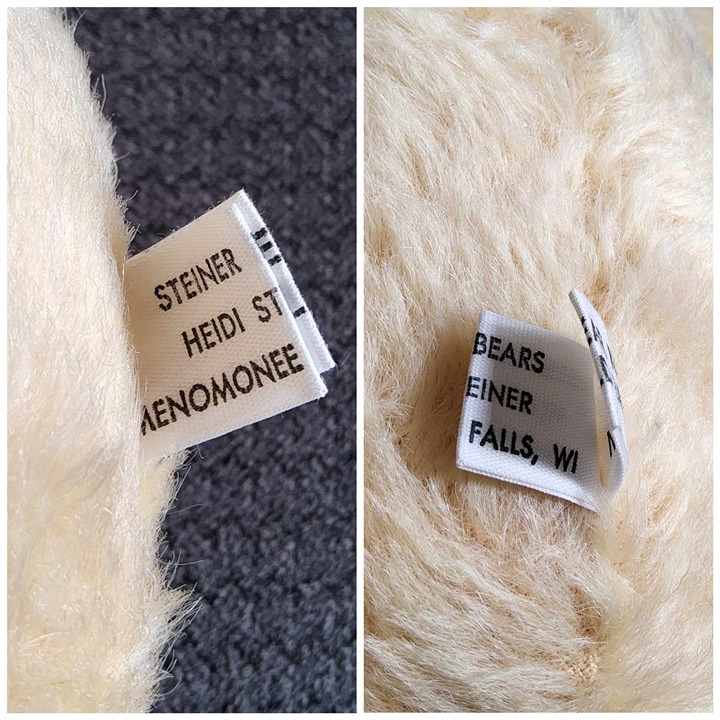 STEINER
HEIDI ST
MENOMONEE
BEARS
EINER
FALLS, WI